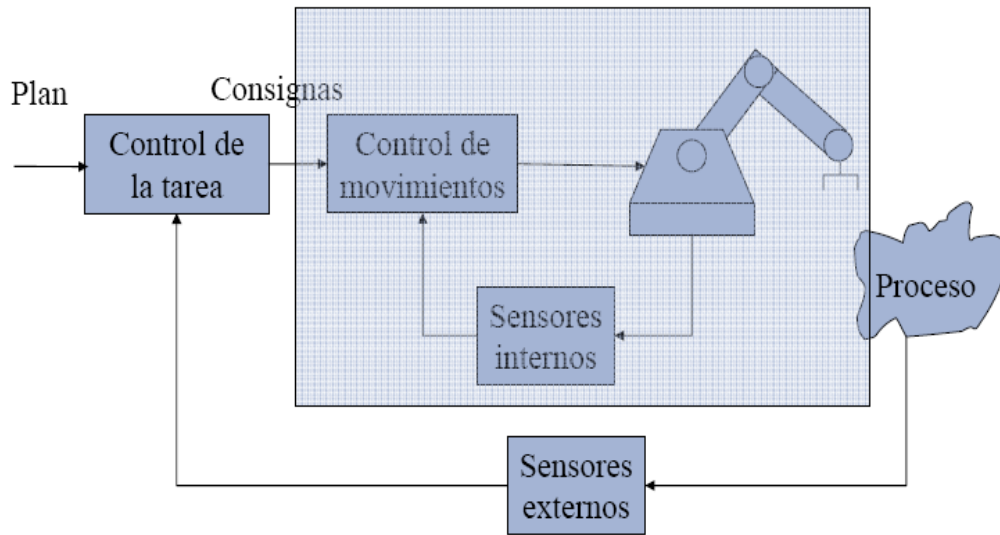 Plan
Consignas
Control de
la tarea
Control de
movimientos
Sensores
internos
Proceso
Sensores
externos